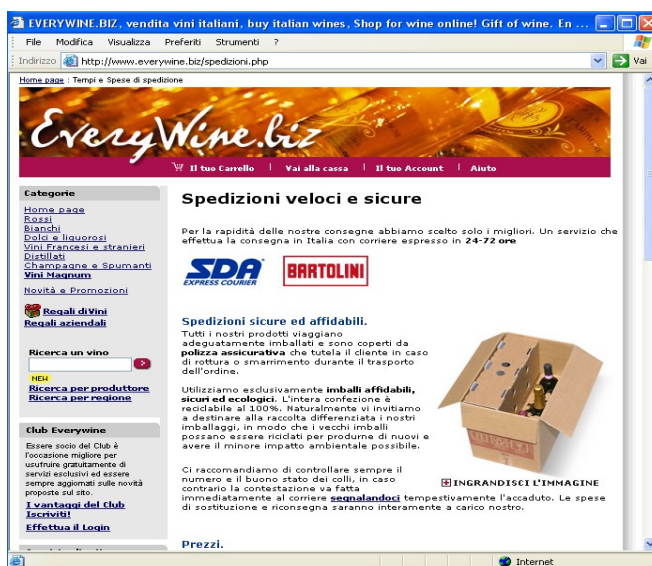 EVERYWINE.BIZ, vendita vini italiani, buy italian wines, Shop for wine online! Gift of wine. En ...
File Modifica Visualizza Preferiti Strumenti ?
Indirizzo http://www.everywine.biz/spedizioni.php Vai
Home page : Tempi e Spese di spedizione
EveryWine.biz
Il tuo Carrello | Vai alla cassa | Il tuo Account | Aiuto
Categorie
Home page
Rossi
Bianchi
Dolci e liquorosi
Vini Francesi e stranieri
Distillati
Champagne e Spumanti
Vini Magnum
Novità e Promozioni
Regali diVini
Regali aziendali
Ricerca un vino
NEW
Ricerca per produttore
Ricerca per regione
Club Everywine
Essere socio del Club è
l'occasione migliore per
usufruire gratuitamente di
servizi esclusivi ed essere
sempre aggiornati sulle novità
proposte sul sito.
I vantaggi del Club
Iscriviti!
Effettua il Login
Spedizioni veloci e sicure
Per la rapidità delle nostre consegne abbiamo scelto solo i migliori. Un servizio che
effettua la consegna in Italia con corriere espresso in 24-72 ore
SDA
EXPRESS COURIER
BARTOLINI
Spedizioni sicure ed affidabili.
Tutti i nostri prodotti viaggiano
adeguatamente imballati e sono coperti da
polizza assicurativa che tutela il cliente in caso
di rottura o smarrimento durante il trasporto
dell'ordine.
Utilizziamo esclusivamente imballi affidabili,
sicuri ed ecologici. L'intera confezione è
reciclabile al 100%. Naturalmente vi invitiamo
a destinare alla raccolta differenziata i nostri
imballaggi, in modo che i vecchi imballi
possano essere riciclati per produrne di nuovi e
avere il minore impatto ambientale possibile.
Ci raccomandiamo di controllare sempre il
numero e il buono stato dei colli, in caso
contrario la contestazione va fatta
immediatamente al corriere segnalandoci tempestivamente l'accaduto. Le spese
di sostituzione e riconsegna saranno interamente a carico nostro.
INGRANDISCI L'IMMAGINE
Prezzi.
Internet